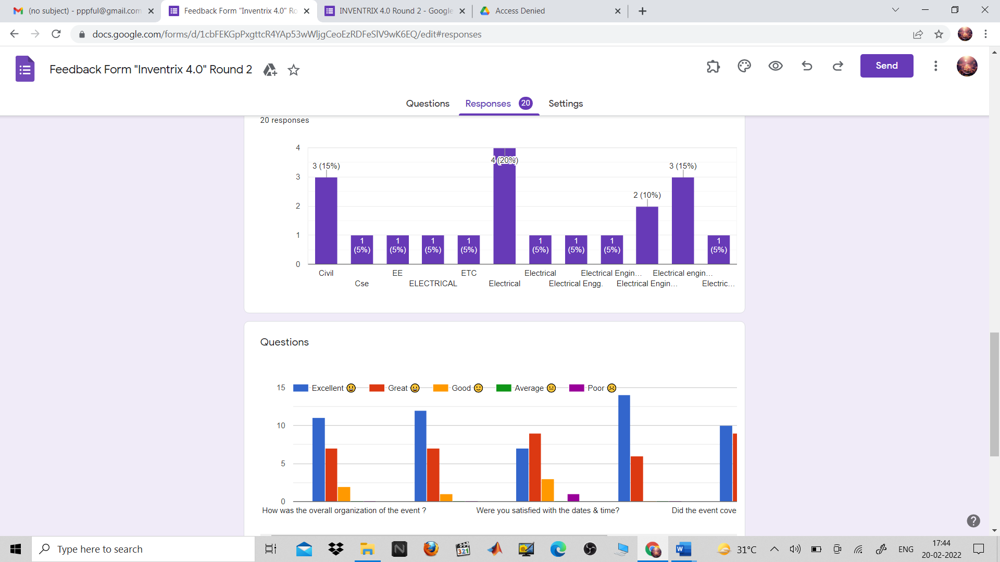 (no subject) - pppful@gmail.com
Feedback Form "Inventrix 4.0" Ro
INVENTRIX 4.0 Round 2 - Google
Access Denied
docs.google.com/forms/d/1cbFEKGpPxgttcR4YAp53wWljgCeoEzRDFeSlV9wK6EQ/edit#responses
Feedback Form "Inventrix 4.0" Round 2
Send
Questions Responses 20 Settings
20 responses
4
3
2
1
0
3 (15%)
1 (5%)
1 (5%)
1 (5%)
1 (5%)
4 (20%)
1 (5%)
1 (5%)
1 (5%)
2 (10%)
3 (15%)
1 (5%)
Civil
Cse
EE
ELECTRICAL
ETC
Electrical
Electrical
Electrical Engg.
Electrical Engin…
Electrical Engin…
Electrical engin…
Electric…
Questions
15
10
5
0
Excellent 😃 Great 😀 Good 🙂 Average 😐 Poor ☹
How was the overall organization of the event ?
Were you satisfied with the dates & time?
Did the event cove
Type here to search
N
321
W
31°C
ENG
17:44
20-02-2022